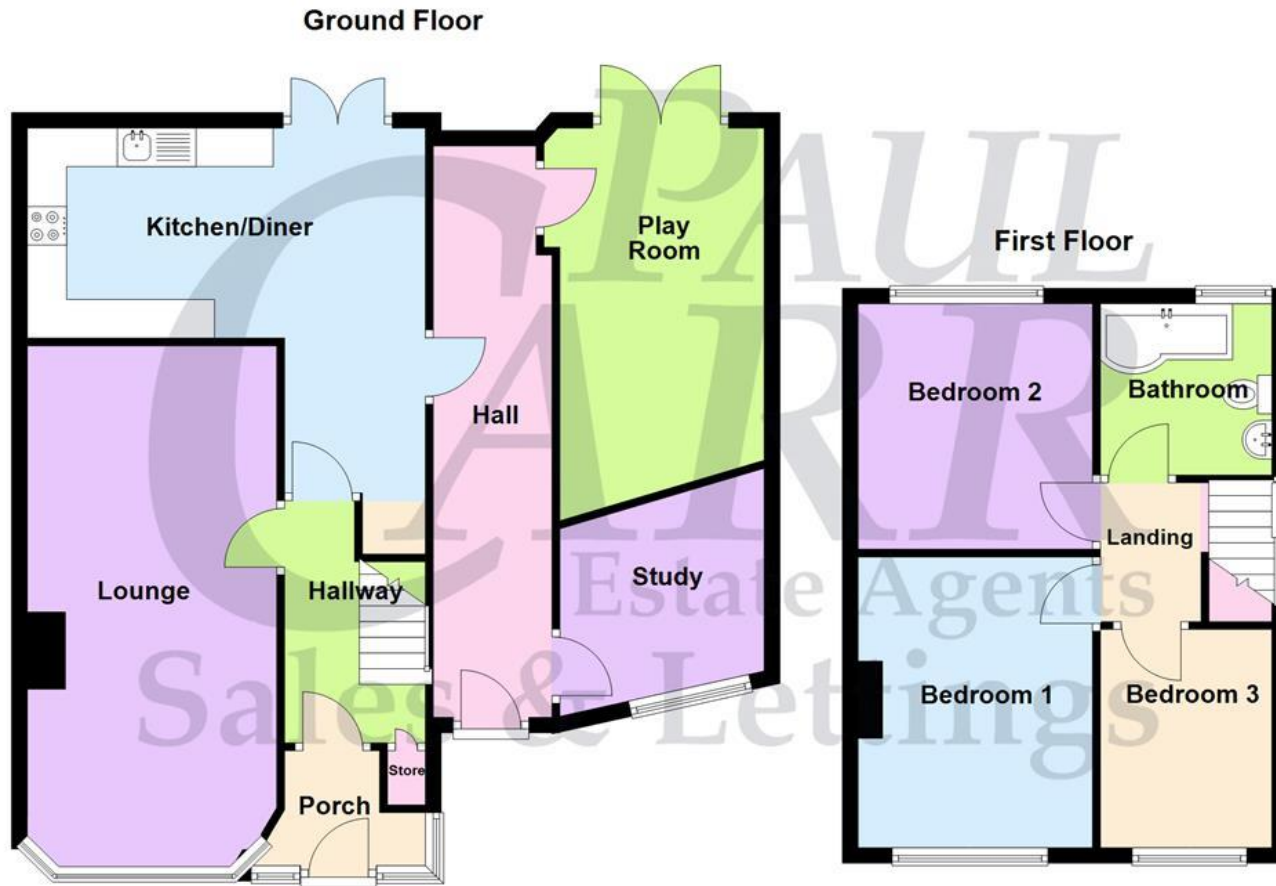 Ground Floor
Kitchen/Diner
Play
Room
Hall
Lounge
Hallway
Study
Store
Porch
First Floor
Bedroom 2
Bathroom
Landing
Bedroom 1
Bedroom 3
PAUL
CARR
Estate Agents
Sales & Lettings